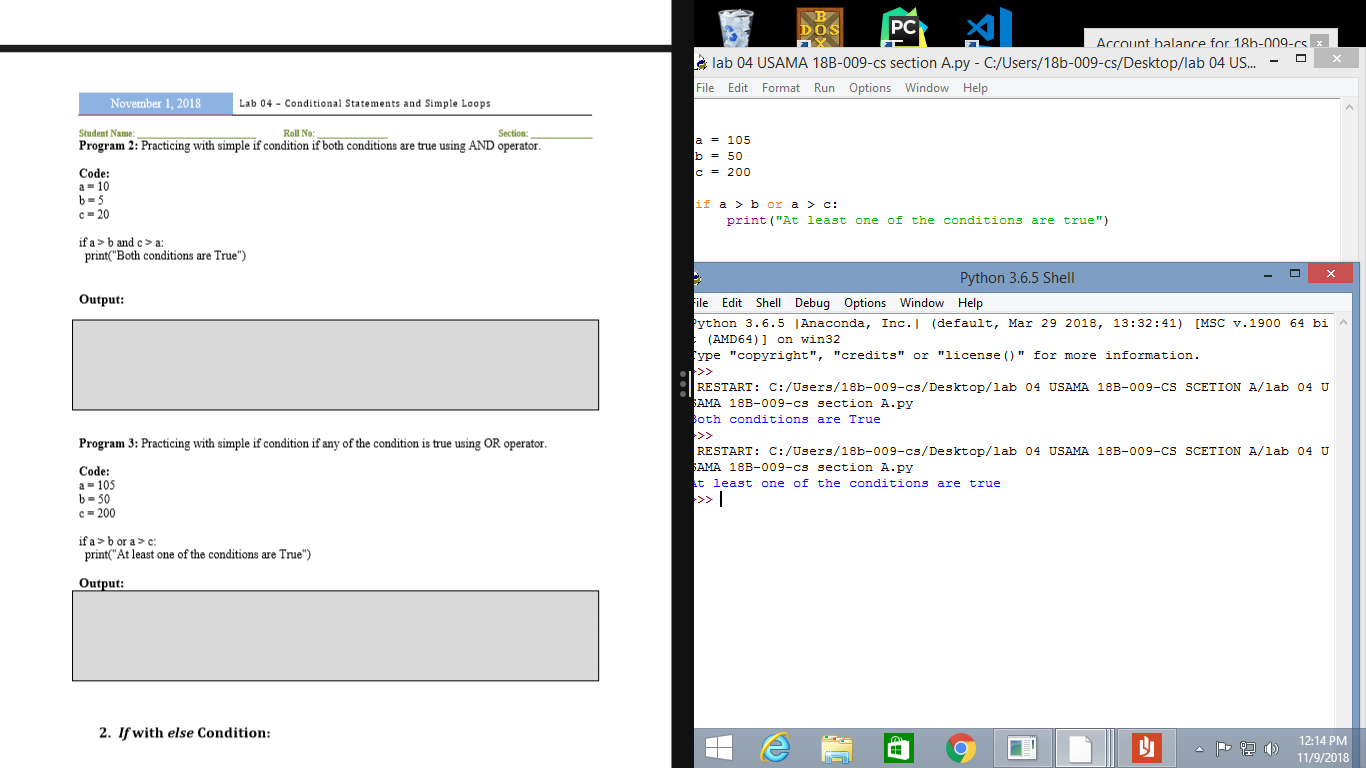 November 1, 2018 Lab 04 – Conditional Statements and Simple Loops
Student Name: Roll No: Section:
Program 2: Practicing with simple if condition if both conditions are true using AND operator.
Code:
a = 10
b = 5
c = 20
if a > b and c > a:
print("Both conditions are True")
Output:
Program 3: Practicing with simple if condition if any of the condition is true using OR operator.
Code:
a = 105
b = 50
c = 200
if a > b or a > c:
print("At least one of the conditions are True")
Output:
2. If with else Condition:
BOX
DOS
PC
Account balance for 18b-009-cs
lab 04 USAMA 18B-009-cs section A.py - C:/Users/18b-009-cs/Desktop/lab 04 US...
File Edit Format Run Options Window Help
a = 105
b = 50
c = 200
if a > b or a > c:
print("At least one of the conditions are true")
Python 3.6.5 Shell
File Edit Shell Debug Options Window Help
Python 3.6.5 |Anaconda, Inc.| (default, Mar 29 2018, 13:32:41) [MSC v.1900 64 bi
t (AMD64)] on win32
Type "copyright", "credits" or "license()" for more information.
>>>
RESTART: C:/Users/18b-009-cs/Desktop/lab 04 USAMA 18B-009-CS SCETION A/lab 04 U
SAMA 18B-009-cs section A.py
Both conditions are True
>>>
RESTART: C:/Users/18b-009-cs/Desktop/lab 04 USAMA 18B-009-CS SCETION A/lab 04 U
SAMA 18B-009-cs section A.py
At least one of the conditions are true
>>>
12:14 PM
11/9/2018